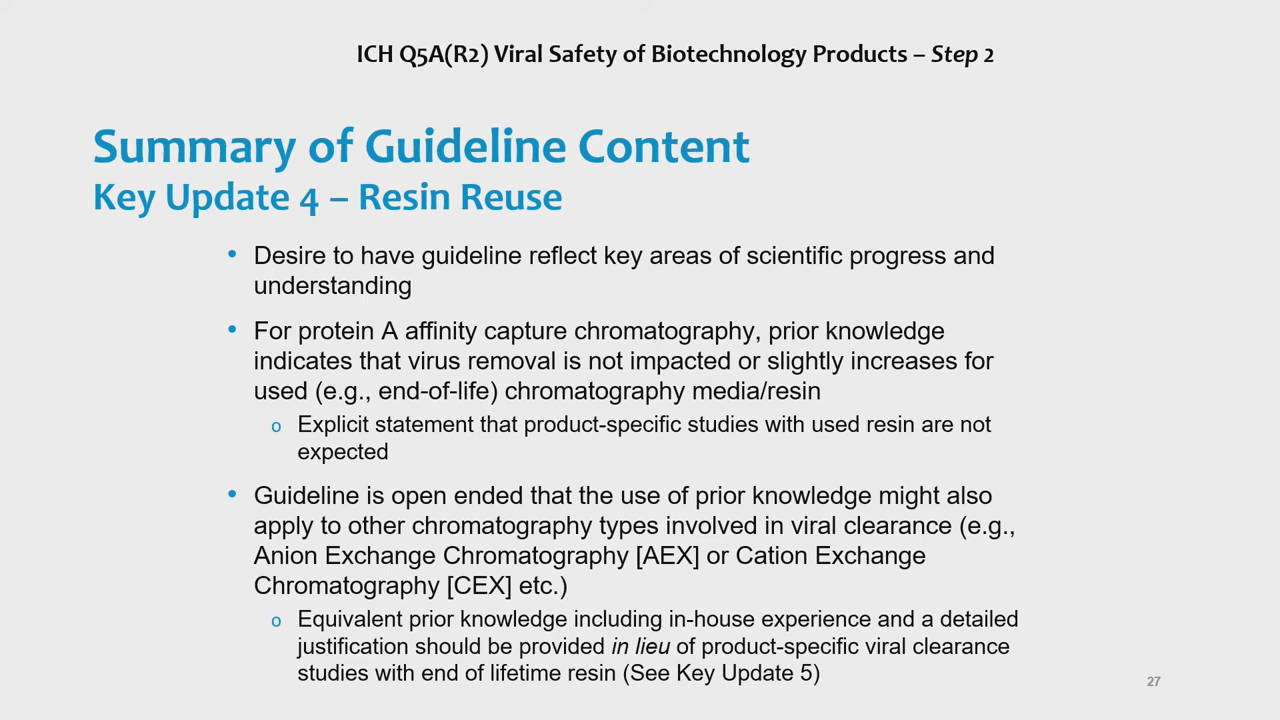 ICH Q5A(R2) Viral Safety of Biotechnology Products – Step 2
Summary of Guideline Content
Key Update 4 – Resin Reuse
• Desire to have guideline reflect key areas of scientific progress and
understanding
• For protein A affinity capture chromatography, prior knowledge
indicates that virus removal is not impacted or slightly increases for
used (e.g., end-of-life) chromatography media/resin
o Explicit statement that product-specific studies with used resin are not
expected
• Guideline is open ended that the use of prior knowledge might also
apply to other chromatography types involved in viral clearance (e.g.,
Anion Exchange Chromatography [AEX] or Cation Exchange
Chromatography [CEX] etc.)
o Equivalent prior knowledge including in-house experience and a detailed
justification should be provided in lieu of product-specific viral clearance
studies with end of lifetime resin (See Key Update 5)
27